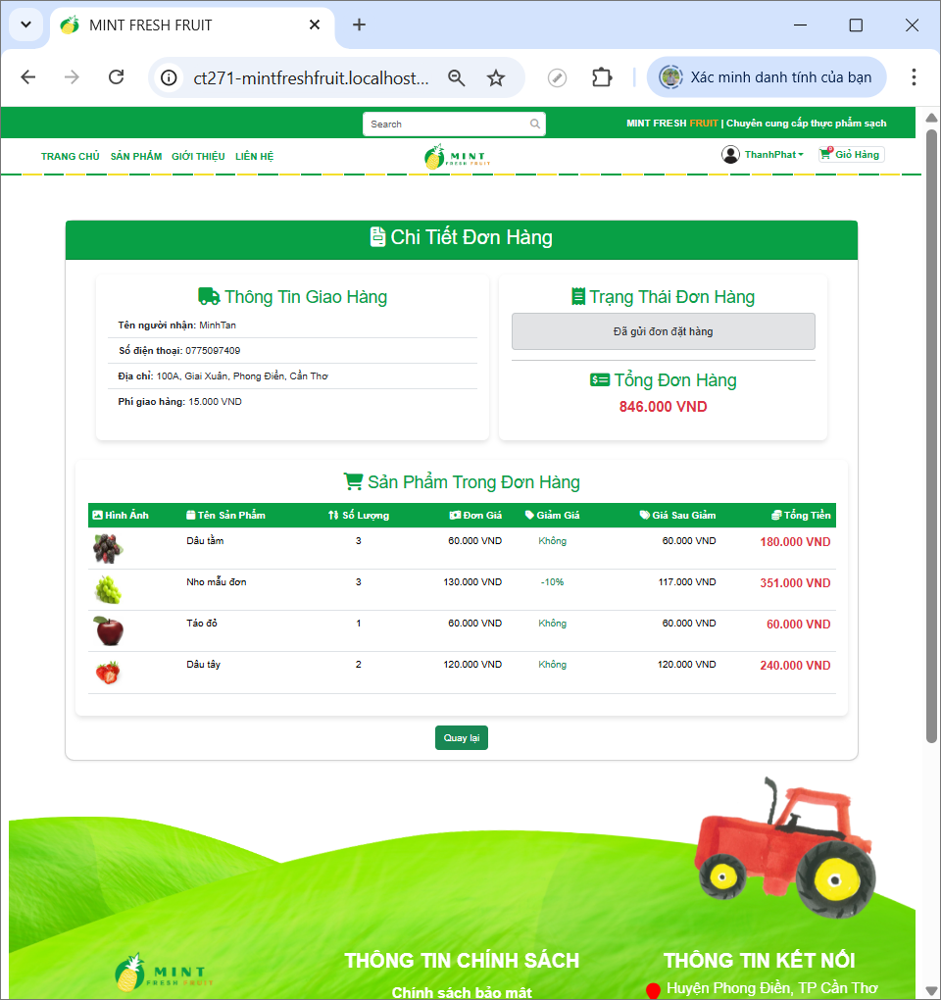 MINT FRESH FRUIT
ct271-mintfreshfruit.localhost...
Xác minh danh tính của bạn
Search
MINT FRESH FRUIT | Chuyên cung cấp thực phẩm sạch
TRANG CHỦ SẢN PHẨM GIỚI THIỆU LIÊN HỆ
MINT
FRESH FRUIT
ThanhPhat
0
Giỏ Hàng
Chi Tiết Đơn Hàng
Thông Tin Giao Hàng
Tên người nhận: MinhTan
Số điện thoại: 0775097409
Địa chỉ: 100A, Giai Xuân, Phong Điền, Cần Thơ
Phí giao hàng: 15.000 VND
Trạng Thái Đơn Hàng
Đã gửi đơn đặt hàng
Tổng Đơn Hàng
846.000 VND
Sản Phẩm Trong Đơn Hàng
Hình Ảnh Tên Sản Phẩm Số Lượng Đơn Giá Giảm Giá Giá Sau Giảm Tổng Tiền
Dâu tằm 3 60.000 VND Không 60.000 VND 180.000 VND
Nho mẫu đơn 3 130.000 VND -10% 117.000 VND 351.000 VND
Táo đỏ 1 60.000 VND Không 60.000 VND 60.000 VND
Dâu tây 2 120.000 VND Không 120.000 VND 240.000 VND
Quay lại
MINT
FRESH FRUIT
THÔNG TIN CHÍNH SÁCH
Chính sách bảo mật
THÔNG TIN KẾT NỐI
Huyện Phong Điền, TP Cần Thơ